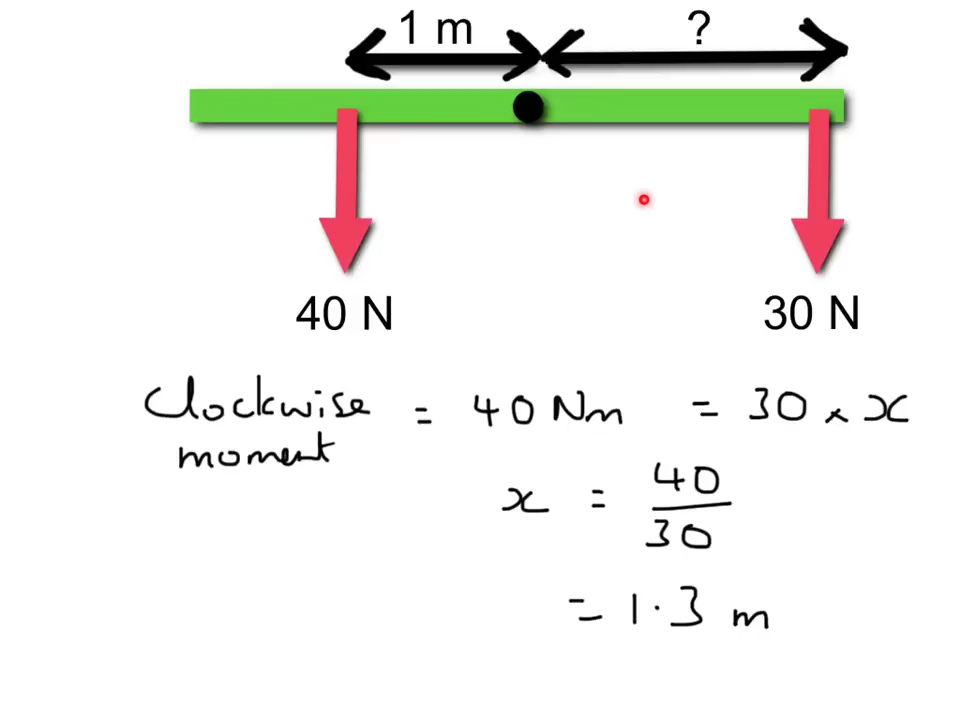 1 m ?
40 N 30 N
Clockwise moment = 40 Nm = 30 × x
x = 40/30
= 1.3 m